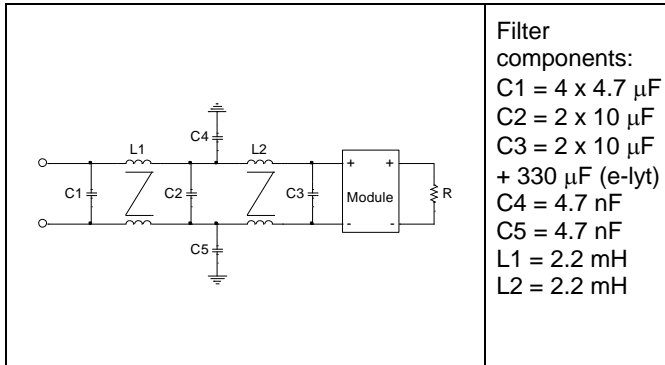 C4
L1
L2
C1
C2
C3
+ +
Module
- -
R
C5
Filter
components:
C1 = 4 x 4.7 μF
C2 = 2 x 10 μF
C3 = 2 x 10 μF
+ 330 μF (e-lyt)
C4 = 4.7 nF
C5 = 4.7 nF
L1 = 2.2 mH
L2 = 2.2 mH